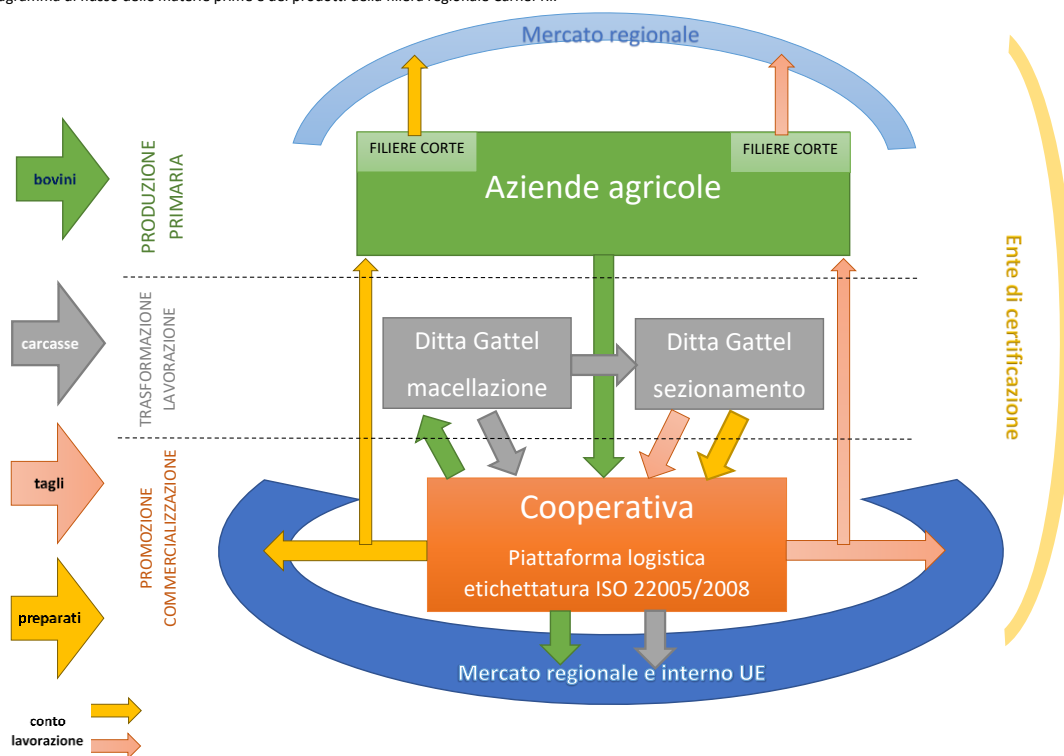 Mercato regionale
FILIERE CORTE
FILIERE CORTE
Aziende agricole
bovini
PRODUZIONE
PRIMARIA
carcasse
TRASFORMAZIONE
LAVORAZIONE
Ditta Gattel
macellazione
Ditta Gattel
sezionamento
Ente di certificazione
tagli
preparati
PROMOZIONE
COMMERCIALIZZAZIONE
Cooperativa
Piattaforma logistica
etichettatura ISO 22005/2008
Mercato regionale e interno UE
conto
lavorazione